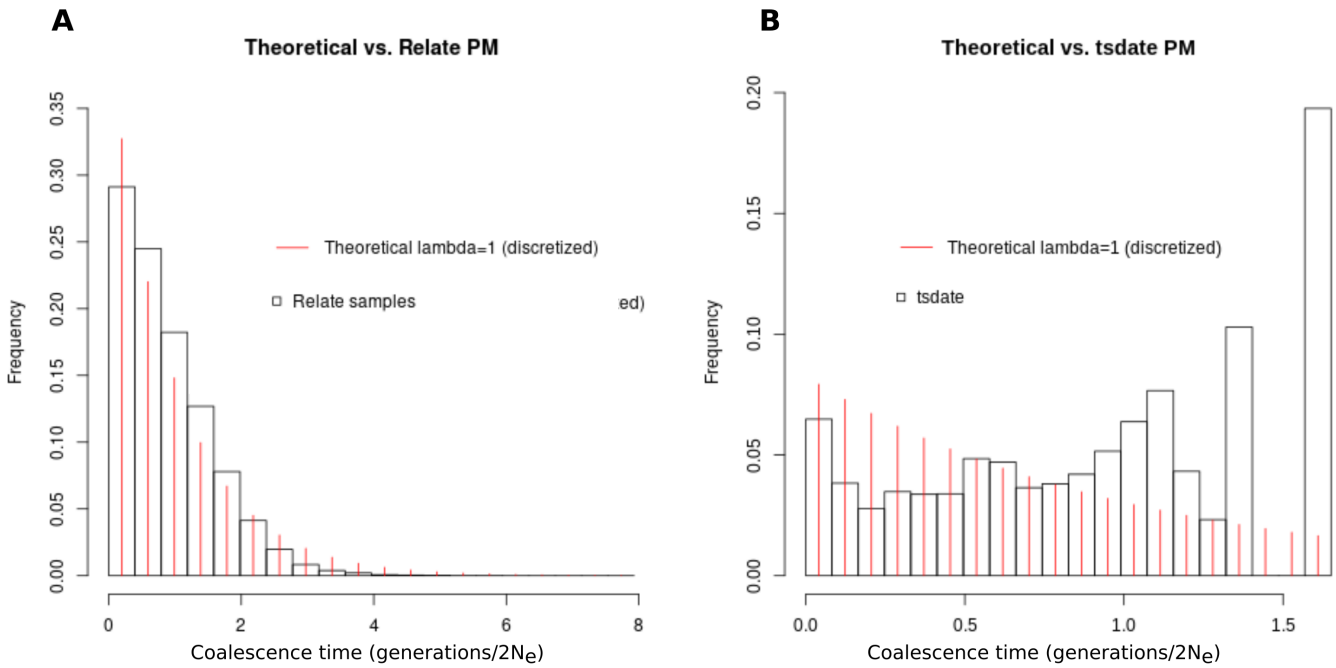 A
Theoretical vs. Relate PM
0.35
0.30
0.25
0.20
0.15
0.10
0.05
0.00
Frequency
Theoretical lambda=1 (discretized)
Relate samples
ed)
0 2 4 6 8
Coalescence time (generations/2Ne)
B
Theoretical vs. tsdate PM
0.20
0.15
0.10
0.05
0.00
Frequency
Theoretical lambda=1 (discretized)
tsdate
0.0 0.5 1.0 1.5
Coalescence time (generations/2Ne)